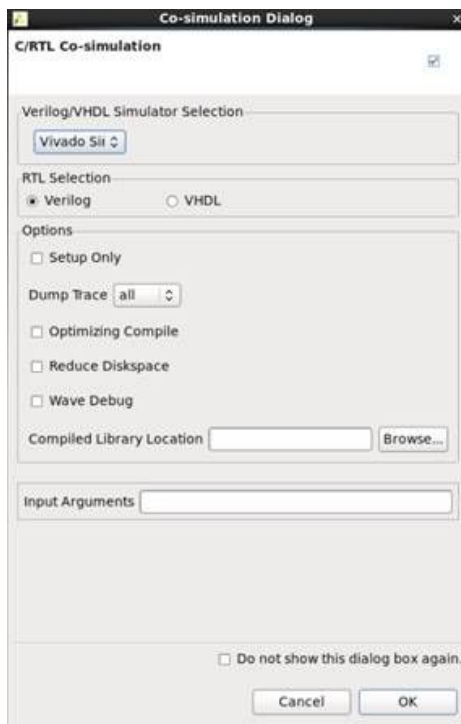 Co-simulation Dialog
C/RTL Co-simulation
Verilog/VHDL Simulator Selection
Vivado Sir
RTL Selection
Verilog VHDL
Options
Setup Only
Dump Trace all
Optimizing Compile
Reduce Diskspace
Wave Debug
Compiled Library Location Browse...
Input Arguments
Do not show this dialog box again.
Cancel OK